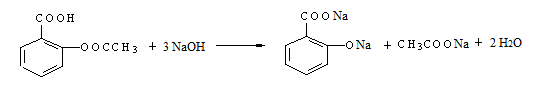 COOH
OOCCH3 + 3 NaOH
COONa
ONa + CH3COONa + 2 H2O